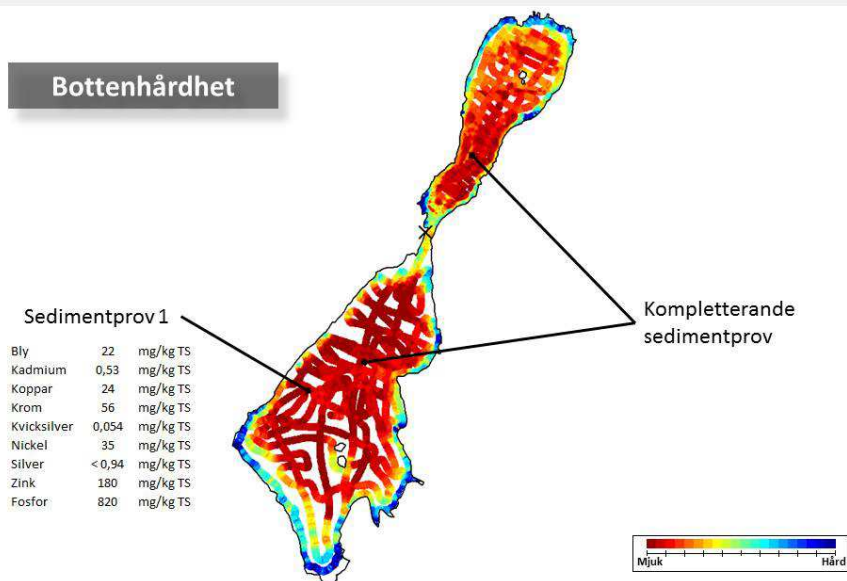 Bottenhårdhet
Sedimentprov 1
Bly 22 mg/kg TS
Kadmium 0,53 mg/kg TS
Koppar 24 mg/kg TS
Krom 56 mg/kg TS
Kvicksilver 0,054 mg/kg TS
Nickel 35 mg/kg TS
Silver < 0,94 mg/kg TS
Zink 180 mg/kg TS
Fosfor 820 mg/kg TS
Kompletterande
sedimentprov
Mjuk Hård